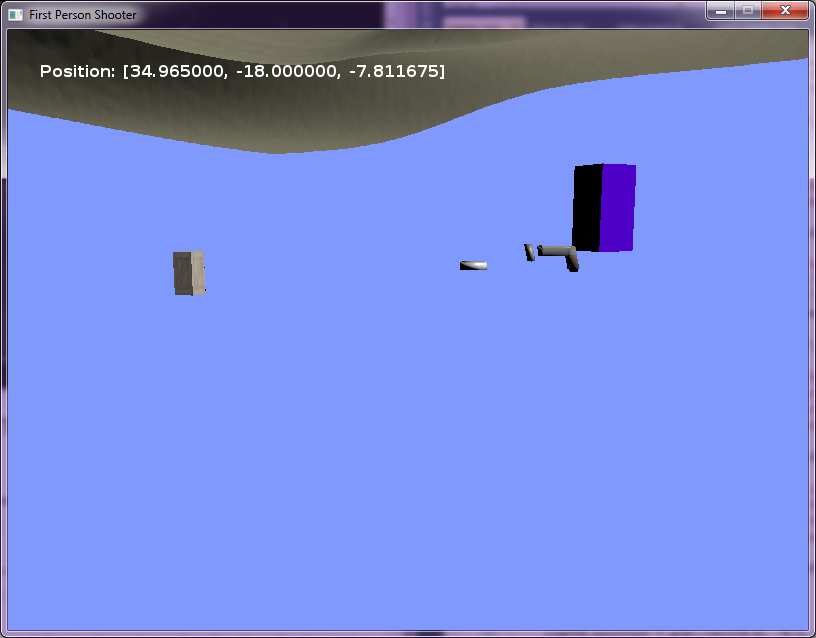 First Person Shooter
Position: [34.965000, -18.000000, -7.811675]